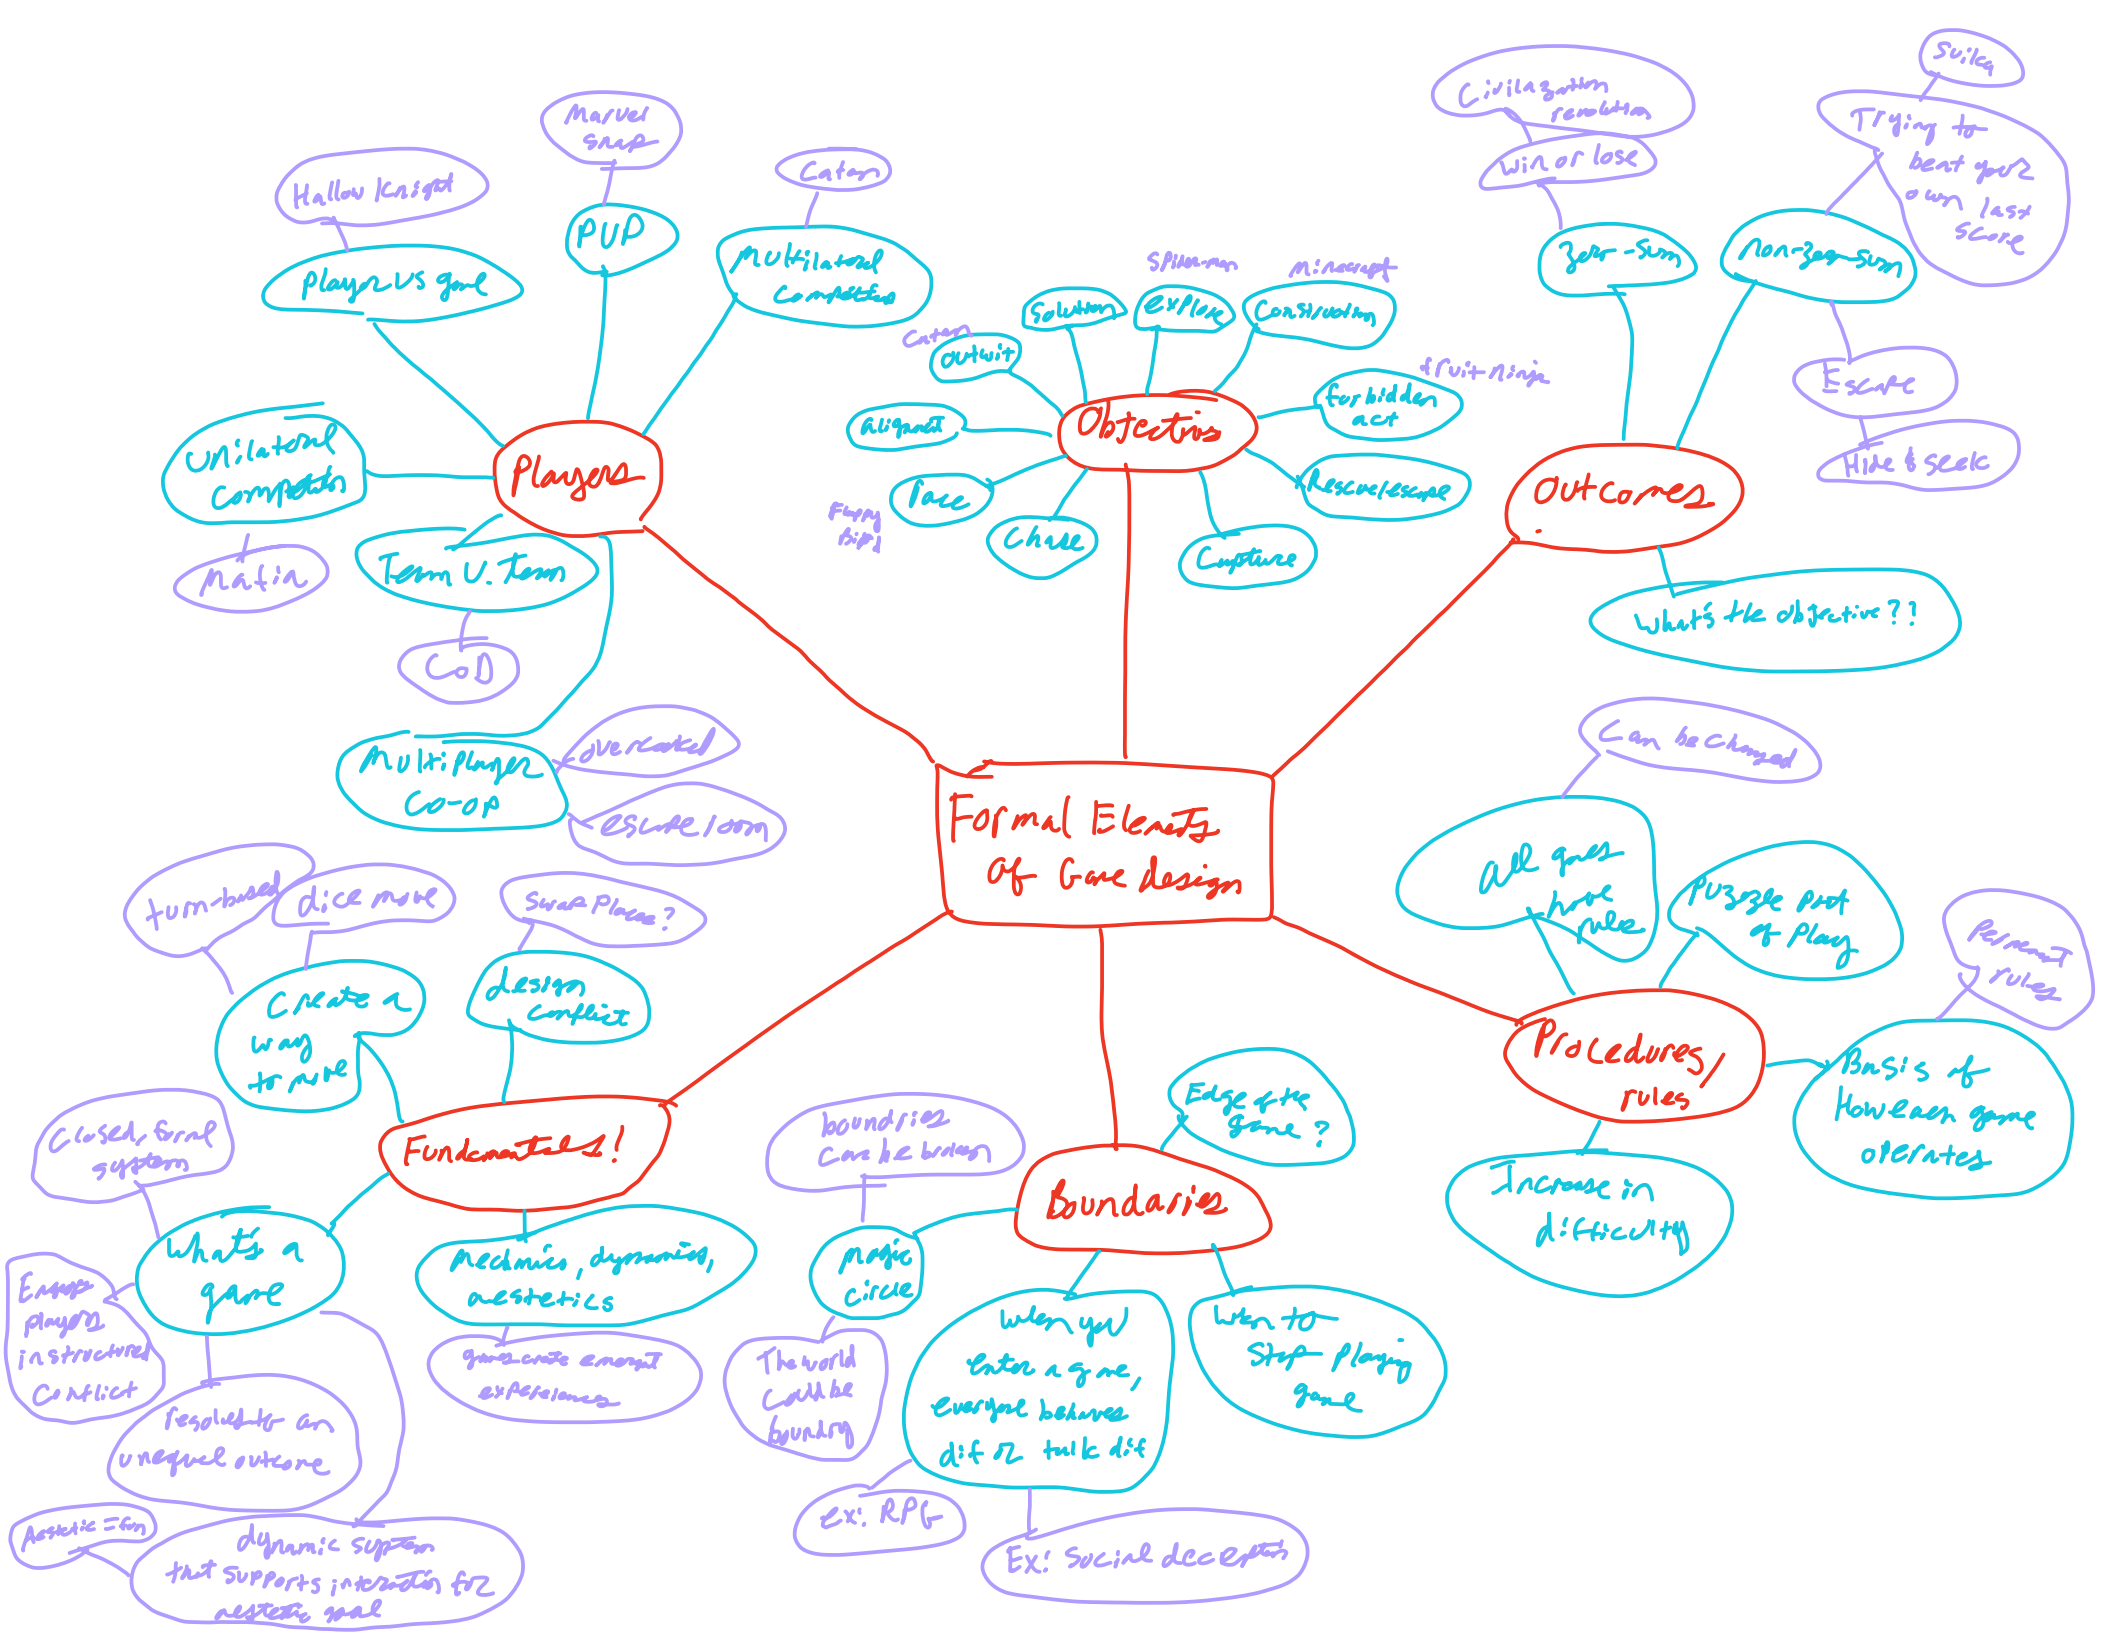 Suika
Civilazation
revolution
Trying to
beat your
own last
score
win or lose
Marvel
snap
Catan
Hallow Knight
PVP
Player vs game
Multilateral
Competition
Zero-sum
Non-zero-sum
Spider-man
Minecraft
Solution
explore
Construction
Catan
outwit
fruit ninja
forbidden
act
Escape
Hide & seek
Unilateral
Competition
Players
alignment
Objectives
Race
Rescue/escape
Outcomes
Flappy
Bird
Chase
Capture
Mafia
Team v. Team
What's the objective??
CoD
Can be changed
Multiplayer
Co-op
overcooked
escape room
Formal Elements
of Game design
All games
have
rules
Puzzle part
of play
Permanent
rules
turn-based
dice move
Swap places?
Create a
way
to move
design
conflict
Procedures,
rules
Basis of
How each game
operates
Increase in
difficulty
Closed, formal
system
Fundamentals!
boundries
can be broken
Edge of the
game?
Boundaries
What's a
game
Mechnics, dynamics,
aestetics
magic
circle
Engage
players
in structured
Conflict
games create emergent
experiences
The world
could be
boundry
when you
enter a game,
everyone behaves
dif or talk dif
When to
stop playing
game
resolves to an
unequal outcome
ex: RPG
Ex: Social deception
Aestetic = fun
dynamic system
that supports interaction for
aestetic goal